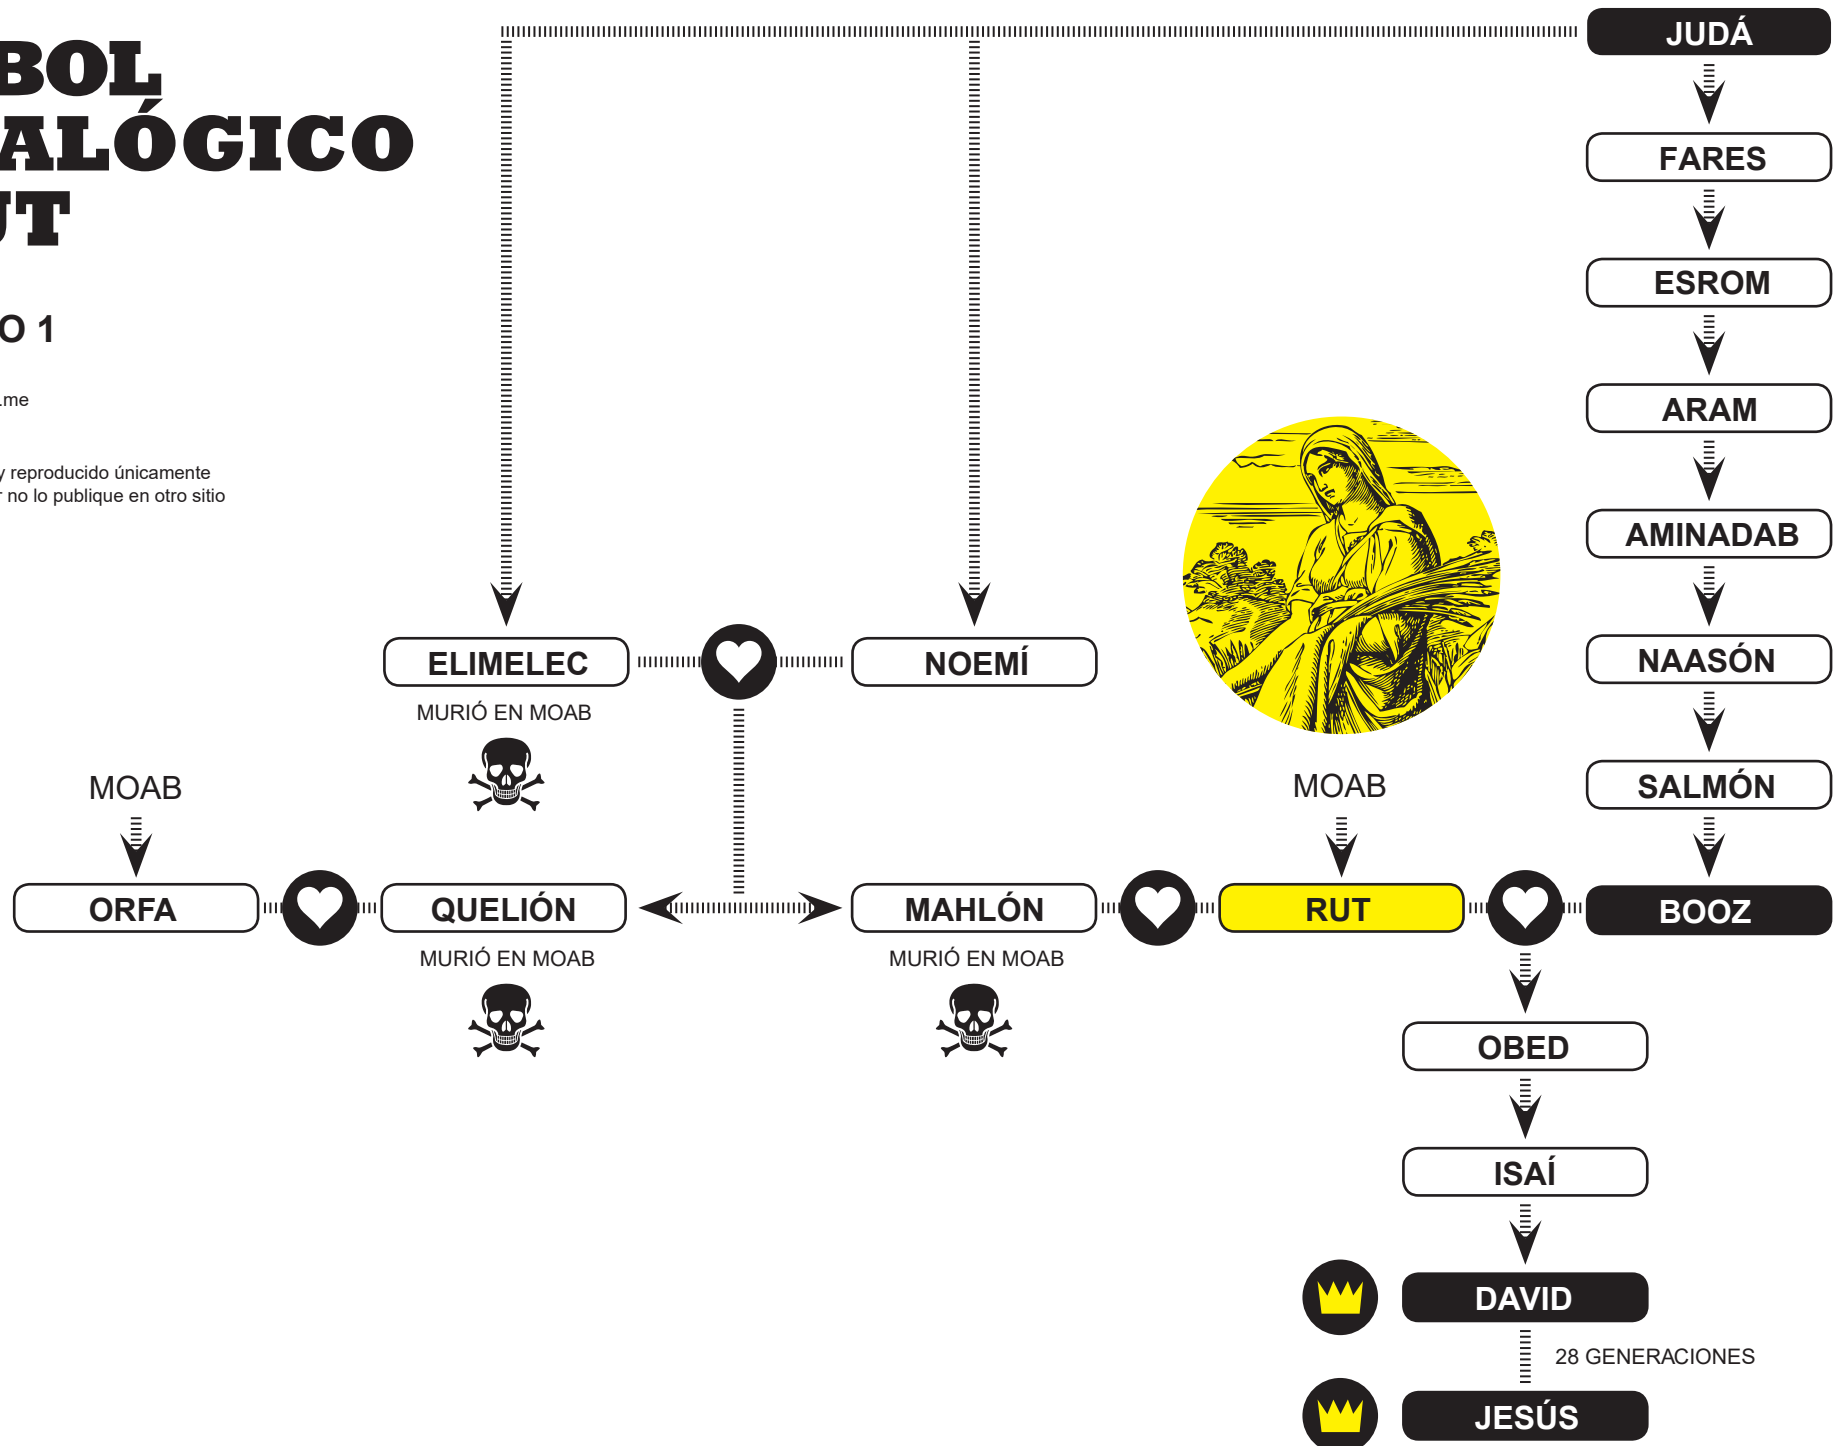 BOL
ALÓGICO
UT
O 1
.me
y reproducido únicamente
r no lo publique en otro sitio
JUDÁ
FARES
ESROM
ARAM
AMINADAB
ELIMELEC
NOEMÍ
NAASÓN
MURIÓ EN MOAB
MOAB
MOAB
SALMÓN
ORFA
QUELIÓN
MAHLÓN
RUT
BOOZ
MURIÓ EN MOAB
MURIÓ EN MOAB
OBED
ISAÍ
DAVID
28 GENERACIONES
JESÚS